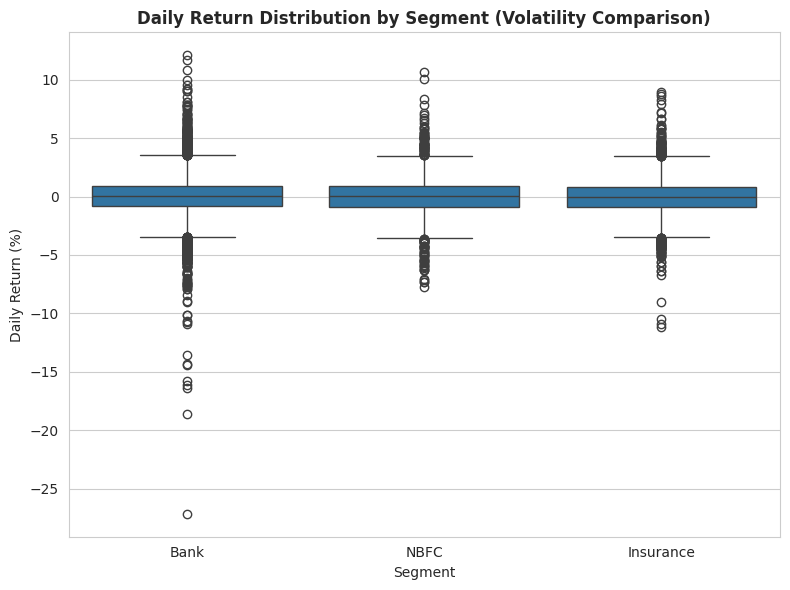 Daily Return Distribution by Segment (Volatility Comparison)
Daily Return (%)
10
5
0
−5
−10
−15
−20
−25
Bank NBFC Insurance
Segment